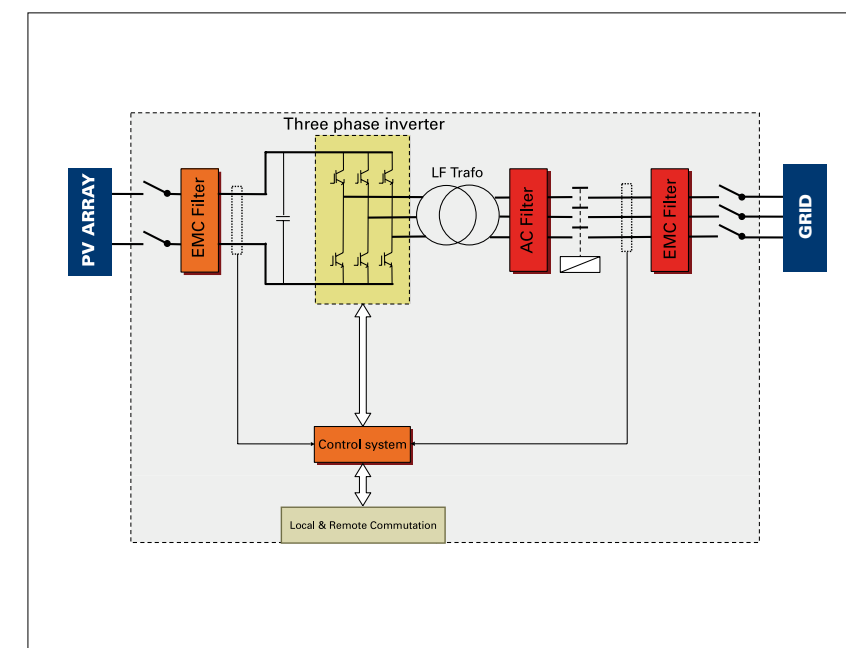 Three phase inverter
PV ARRAY
EMC Filter
LF Trafo
AC Filter
EMC Filter
GRID
Control system
Local & Remote Commutation